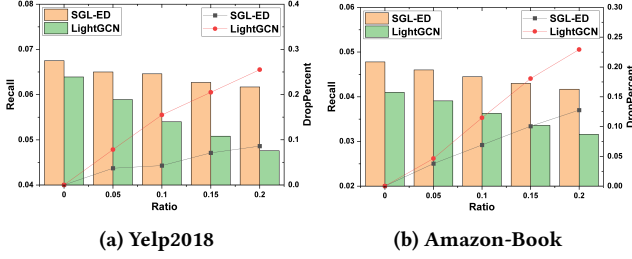 SGL-ED
LightGCN
SGL-ED
LightGCN
0.08
0.07
0.06
0.05
0.04
Recall
0.4
0.3
0.2
0.1
0.0
DropPercent
0 0.05 0.1 0.15 0.2
Ratio
(a) Yelp2018
SGL-ED
LightGCN
SGL-ED
LightGCN
0.06
0.05
0.04
0.03
0.02
Recall
0.30
0.25
0.20
0.15
0.10
0.05
0.00
DropPercent
0 0.05 0.1 0.15 0.2
Ratio
(b) Amazon-Book